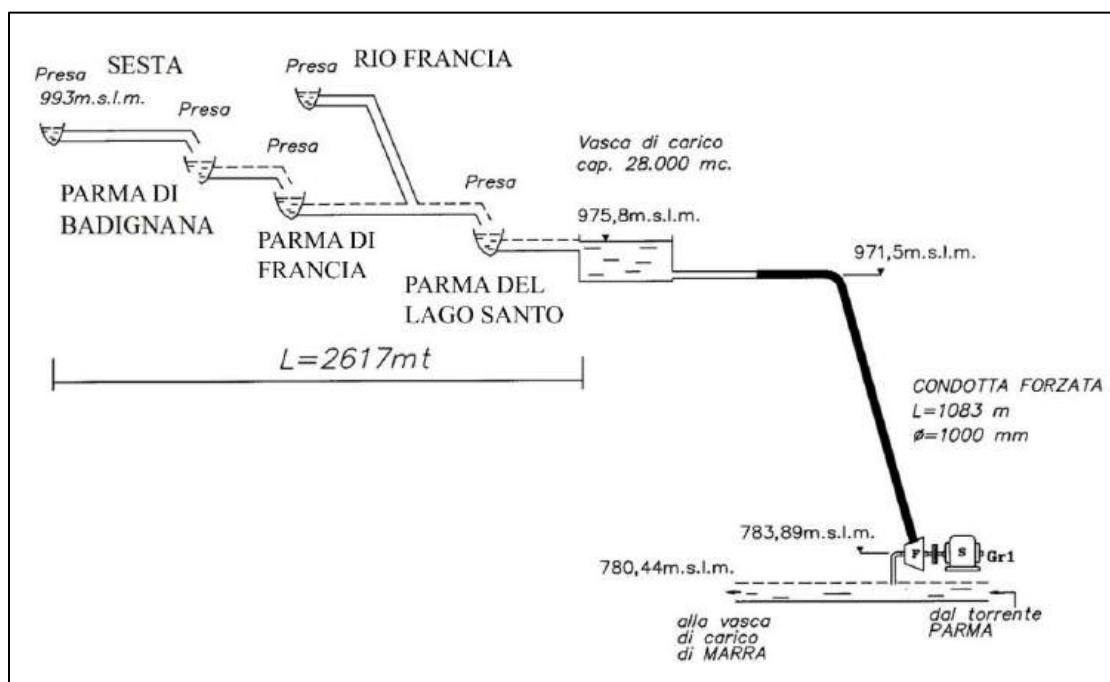 SESTA
Presa
993m.s.l.m.
Presa
RIO FRANCIA
Presa
Presa
PARMA DI
BADIGNANA
PARMA DI
FRANCIA
Presa
PARMA DEL
LAGO SANTO
Vasca di carico
cap. 28.000 mc.
975,8m.s.l.m.
971,5m.s.l.m.
L=2617mt
CONDOTTA FORZATA
L=1083 m
ø=1000 mm
783,89m.s.l.m.
F
S
Gr1
780,44m.s.l.m.
alla vasca
di carico
di MARRA
dal torrente
PARMA